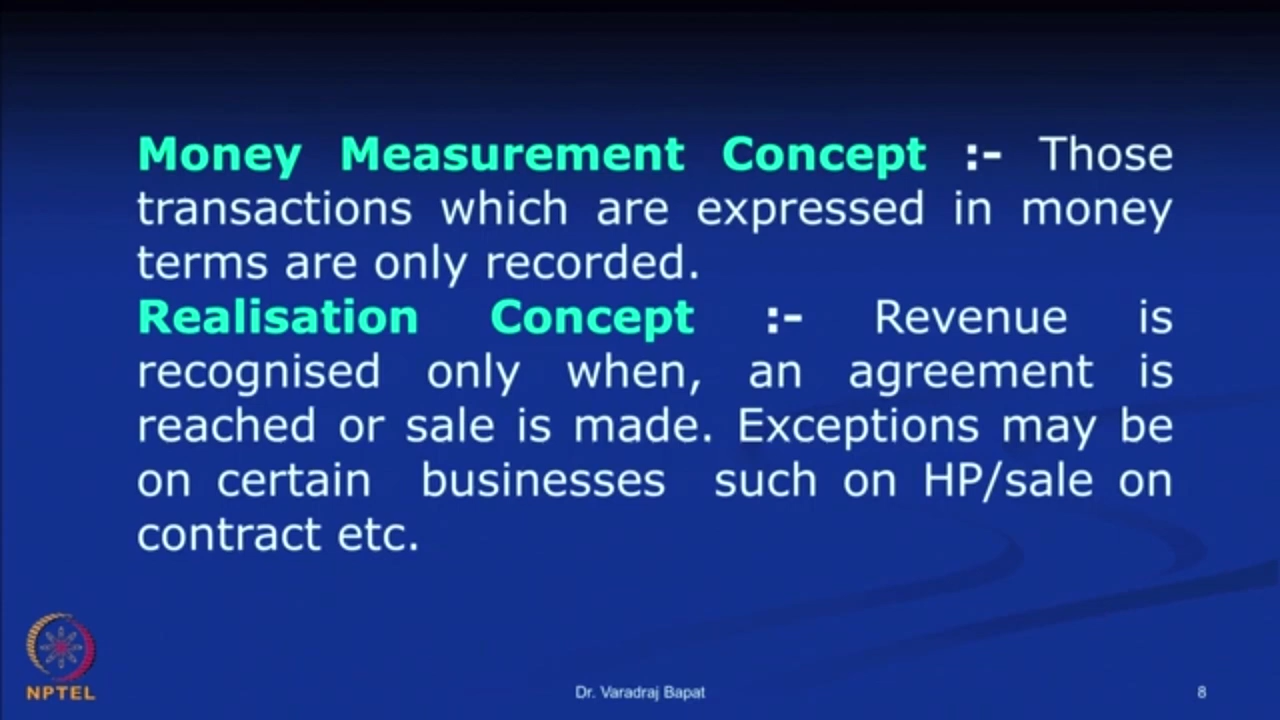 Money Measurement Concept :- Those
transactions which are expressed in money
terms are only recorded.
Realisation Concept :- Revenue is
recognised only when, an agreement is
reached or sale is made. Exceptions may be
on certain businesses such on HP/sale on
contract etc.
NPTEL
Dr. Varadraj Bapat
8